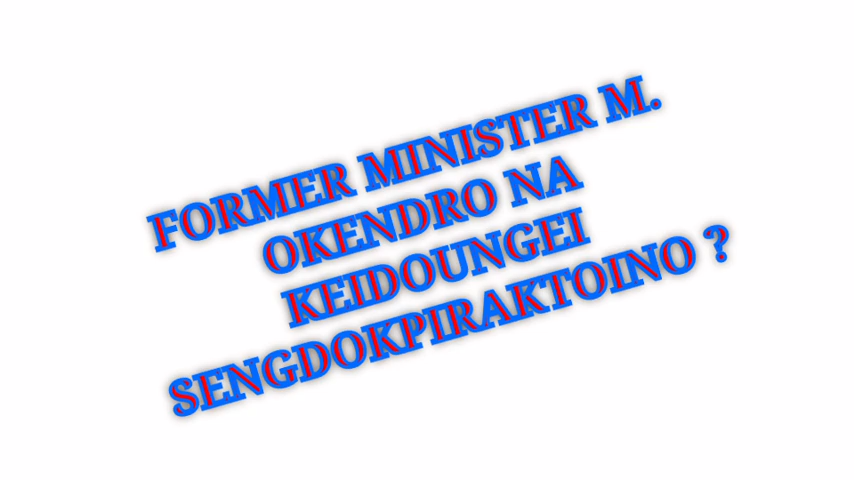 FORMER MINISTER M.
OKENDRO NA
KEIDOUNGEI
SENGDOKPIRAKTOINO ?